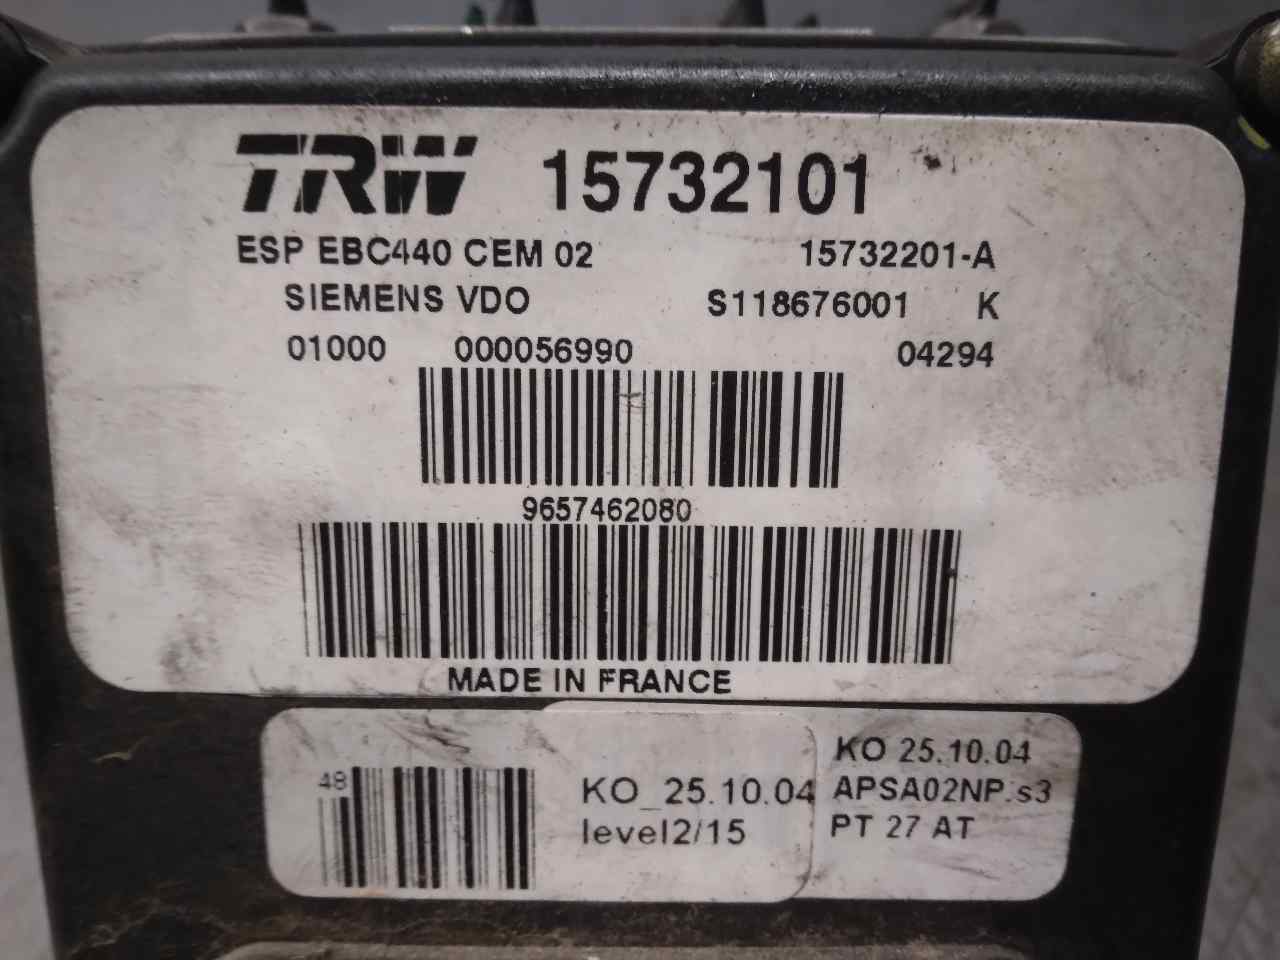 TRW 15732101
ESP EBC440 CEM 02 15732201-A
SIEMENS VDO S118676001 K
01000 000056990 04294
9657462080
MADE IN FRANCE
48
KO_25.10.04
level2/15
KO 25.10.04
APSA02NP.s3
PT 27 AT